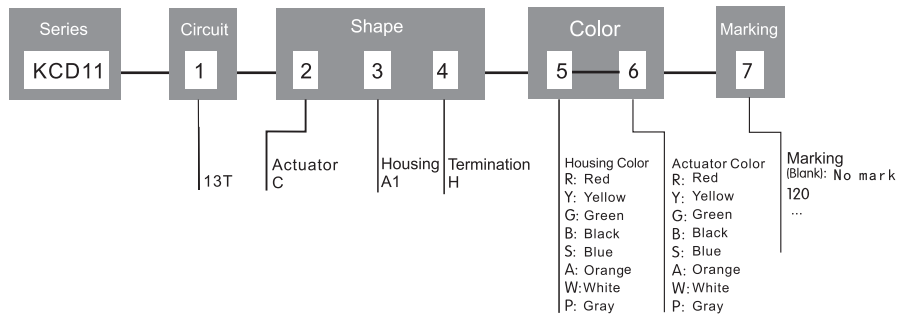 Series
Circuit
Shape
Color
Marking
KCD11
1
2
3
4
5
6
7
13T
Actuator
C
Housing
A1
Termination
H
Housing Color
R: Red
Y: Yellow
G: Green
B: Black
S: Blue
A: Orange
W:White
P: Gray
Actuator Color
R: Red
Y: Yellow
G: Green
B: Black
S: Blue
A: Orange
W:White
P: Gray
Marking
(Blank): No mark
120
...